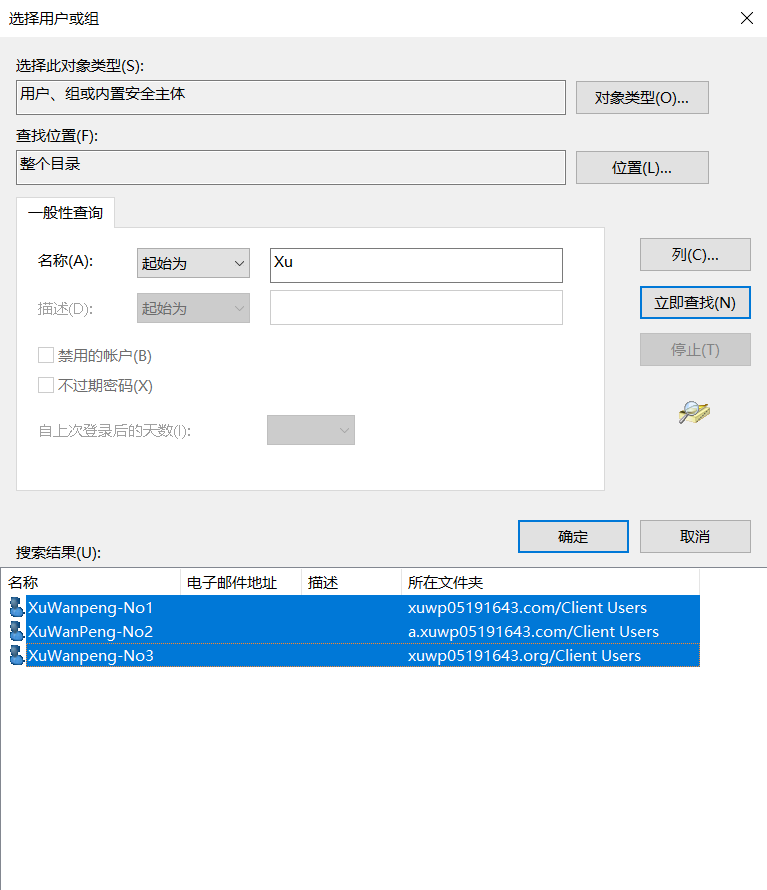 选择用户或组
选择此对象类型(S):
用户、组或内置安全主体
对象类型(O)...
查找位置(F):
整个目录
位置(L)...
一般性查询
名称(A):
起始为
Xu
列(C)...
描述(D):
起始为
立即查找(N)
禁用的帐户(B)
停止(T)
不过期密码(X)
自上次登录后的天数(I):
确定
取消
搜索结果(U):
名称 电子邮件地址 描述 所在文件夹
XuWanpeng-No1 xuwp05191643.com/Client Users
XuWanPeng-No2 a.xuwp05191643.com/Client Users
XuWanpeng-No3 xuwp05191643.org/Client Users